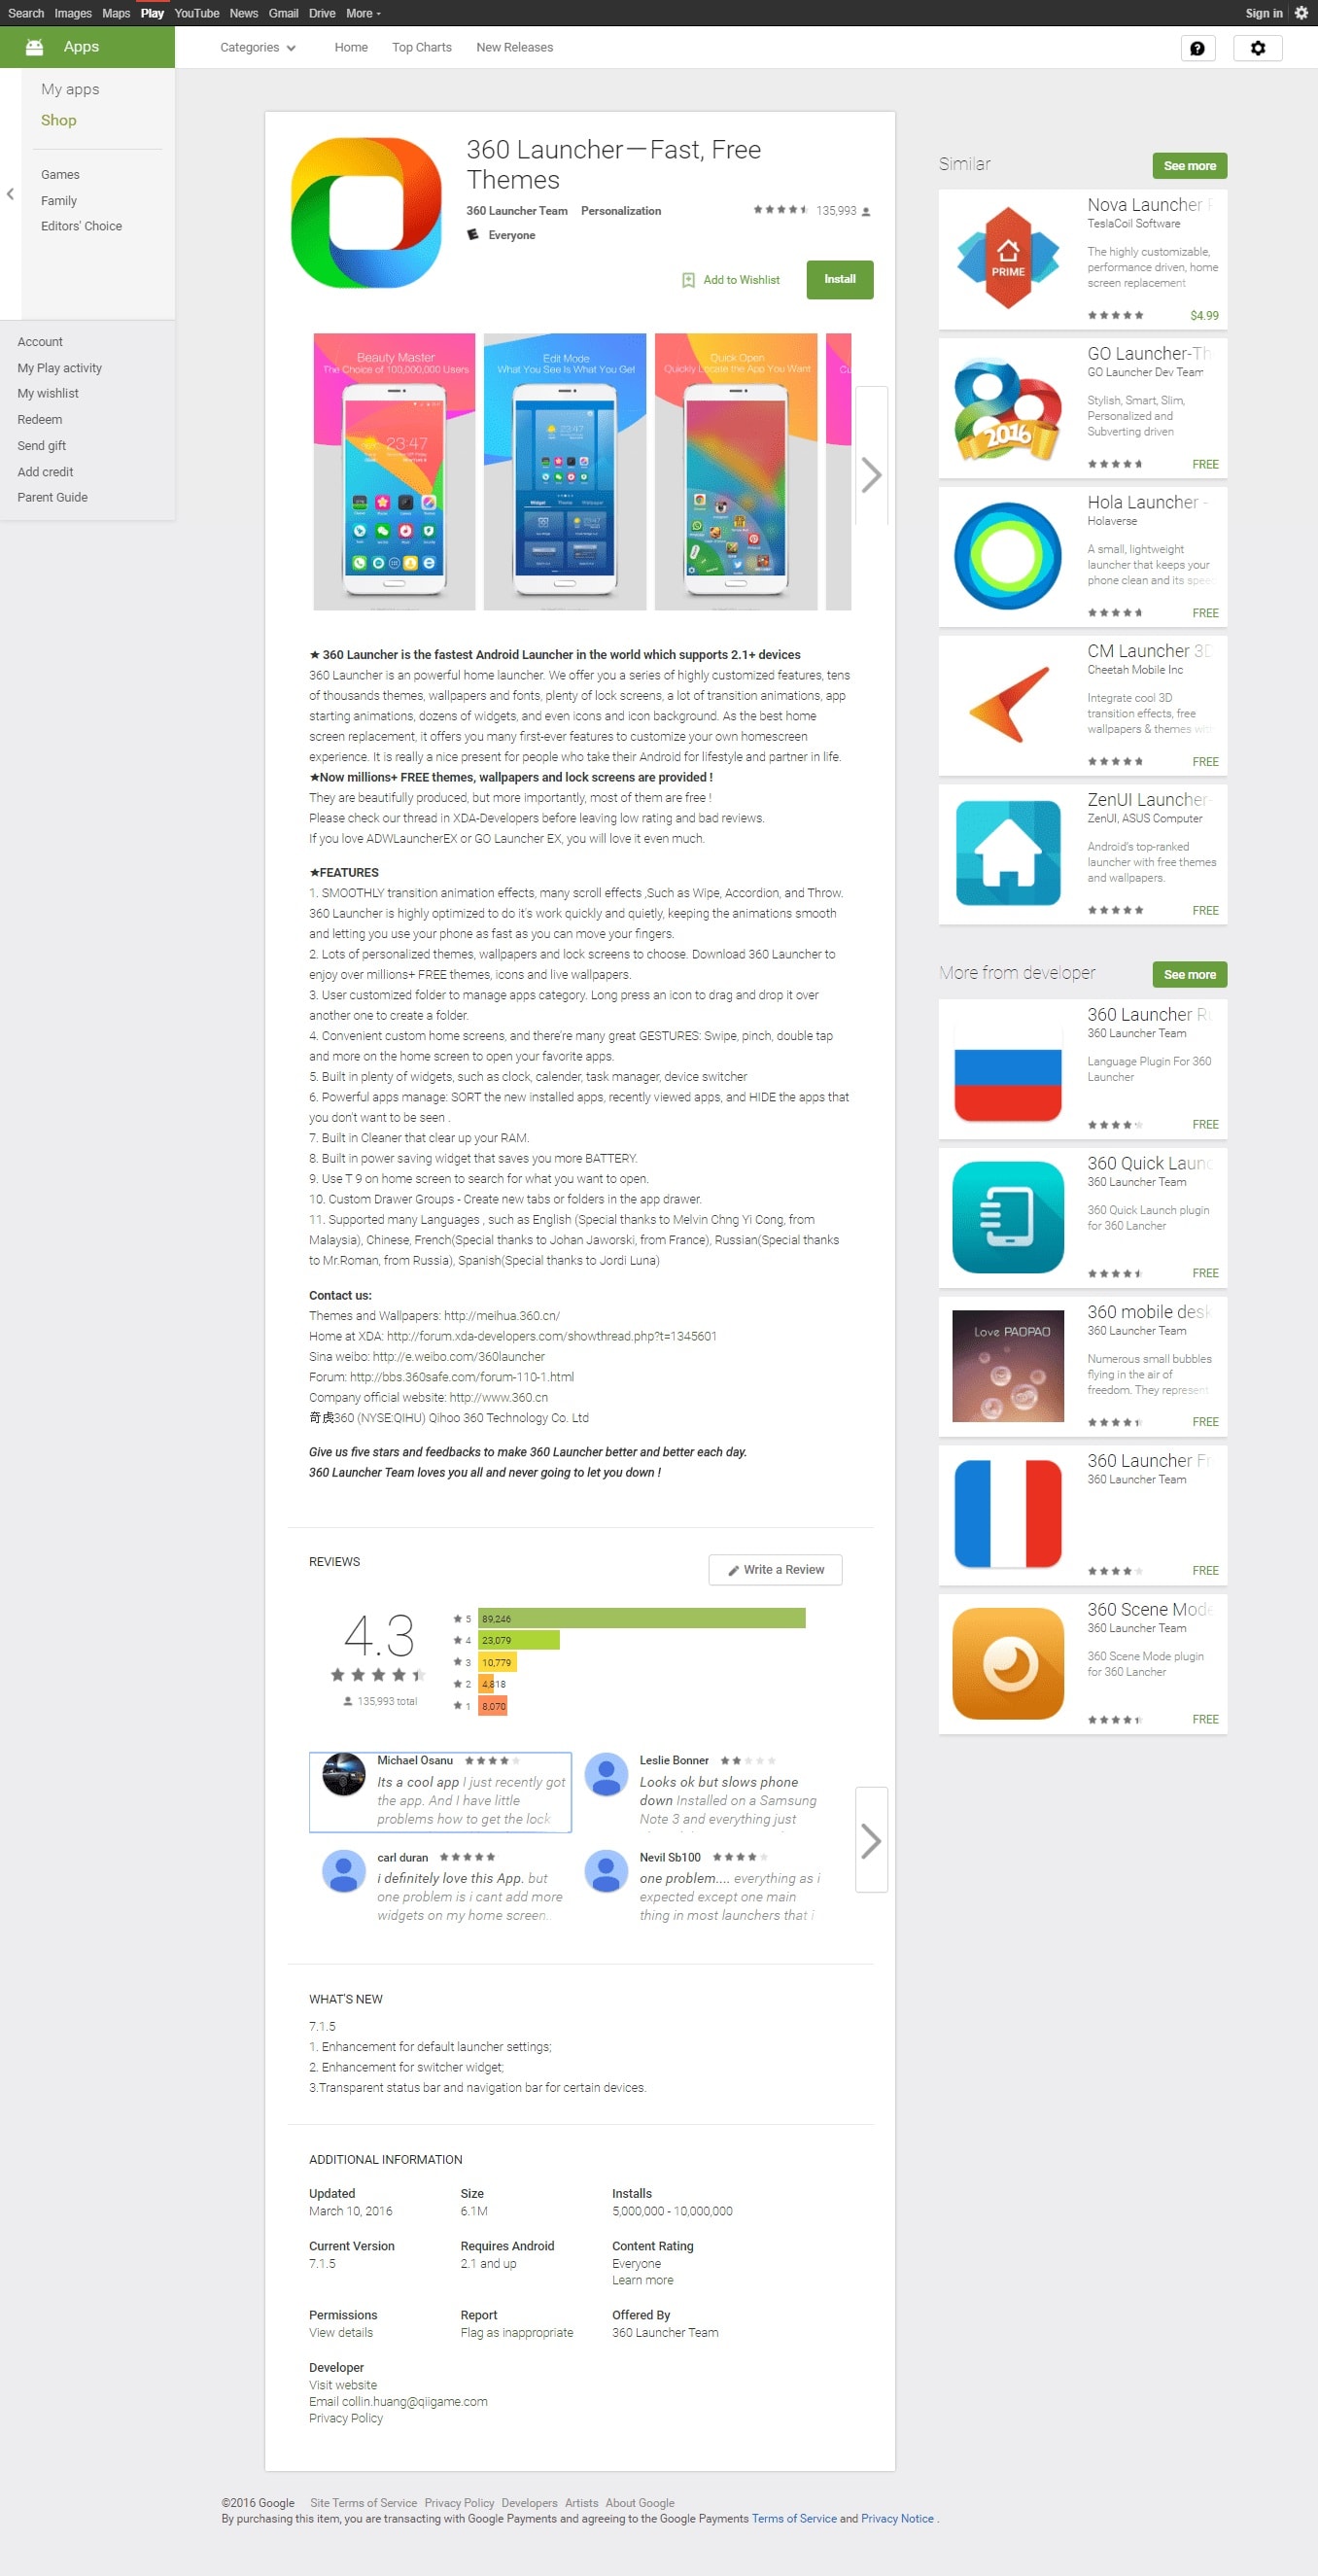 Search Images Maps Play YouTube News Gmail Drive More
Sign in
Apps
Categories Home Top Charts New Releases
My apps
Shop
Games
Family
Editors' Choice
Account
My Play activity
My wishlist
Redeem
Send gift
Add credit
Parent Guide
360 Launcher—Fast, Free
Themes
360 Launcher Team Personalization
135,993
Everyone
Add to Wishlist
Install
Beauty Master
The Choice of 100,000,000 Users
Edit Mode
What You See Is What You Get
Quick Open
Quickly Locate the App You Want
Cu
23:47
23:47
★ 360 Launcher is the fastest Android Launcher in the world which supports 2.1+ devices
360 Launcher is an powerful home launcher. We offer you a series of highly customized features, tens
of thousands themes, wallpapers and fonts, plenty of lock screens, a lot of transition animations, app
starting animations, dozens of widgets, and even icons and icon background. As the best home
screen replacement, it offers you many first-ever features to customize your own homescreen
experience. It is really a nice present for people who take their Android for lifestyle and partner in life.
★Now millions+ FREE themes, wallpapers and lock screens are provided !
They are beautifully produced, but more importantly, most of them are free !
Please check our thread in XDA-Developers before leaving low rating and bad reviews.
If you love ADWLauncherEX or GO Launcher EX, you will love it even much.
★FEATURES
1. SMOOTHLY transition animation effects, many scroll effects ,Such as Wipe, Accordion, and Throw.
360 Launcher is highly optimized to do it's work quickly and quietly, keeping the animations smooth
and letting you use your phone as fast as you can move your fingers.
2. Lots of personalized themes, wallpapers and lock screens to choose. Download 360 Launcher to
enjoy over millions+ FREE themes, icons and live wallpapers.
3. User customized folder to manage apps category. Long press an icon to drag and drop it over
another one to create a folder.
4. Convenient custom home screens, and there're many great GESTURES: Swipe, pinch, double tap
and more on the home screen to open your favorite apps.
5. Built in plenty of widgets, such as clock, calender, task manager, device switcher
6. Powerful apps manage: SORT the new installed apps, recently viewed apps, and HIDE the apps that
you don't want to be seen .
7. Built in Cleaner that clear up your RAM.
8. Built in power saving widget that saves you more BATTERY.
9. Use T 9 on home screen to search for what you want to open.
10. Custom Drawer Groups - Create new tabs or folders in the app drawer.
11. Supported many Languages , such as English (Special thanks to Melvin Chng Yi Cong, from
Malaysia), Chinese, French(Special thanks to Johan Jaworski, from France), Russian(Special thanks
to Mr.Roman, from Russia), Spanish(Special thanks to Jordi Luna)
Contact us:
Themes and Wallpapers: http://meihua.360.cn/
Home at XDA: http://forum.xda-developers.com/showthread.php?t=1345601
Sina weibo: http://e.weibo.com/360launcher
Forum: http://bbs.360safe.com/forum-110-1.html
Company official website: http://www.360.cn
奇虎360 (NYSE:QIHU) Qihoo 360 Technology Co. Ltd
Give us five stars and feedbacks to make 360 Launcher better and better each day.
360 Launcher Team loves you all and never going to let you down !
REVIEWS
Write a Review
4.3
135,993 total
★ 5 89,246
★ 4 23,079
★ 3 10,779
★ 2 4,818
★ 1 8,070
Michael Osanu
Its a cool app I just recently got
the app. And I have little
problems how to get the lock
Leslie Bonner
Looks ok but slows phone
down Installed on a Samsung
Note 3 and everything just
carl duran
i definitely love this App. but
one problem is i cant add more
widgets on my home screen..
Nevil Sb100
one problem.... everything as i
expected except one main
thing in most launchers that i
WHAT'S NEW
7.1.5
1. Enhancement for default launcher settings;
2. Enhancement for switcher widget;
3.Transparent status bar and navigation bar for certain devices.
ADDITIONAL INFORMATION
Updated
March 10, 2016
Size
6.1M
Installs
5,000,000 - 10,000,000
Current Version
7.1.5
Requires Android
2.1 and up
Content Rating
Everyone
Learn more
Permissions
View details
Report
Flag as inappropriate
Offered By
360 Launcher Team
Developer
Visit website
Email collin.huang@qiigame.com
Privacy Policy
Similar
See more
Nova Launcher P
TeslaCoil Software
The highly customizable,
performance driven, home
screen replacement
$4.99
PRIME
GO Launcher-Th
GO Launcher Dev Team
Stylish, Smart, Slim,
Personalized and
Subverting driven
FREE
2016
Hola Launcher -
Holaverse
A small, lightweight
launcher that keeps your
phone clean and its spee
FREE
CM Launcher 3D
Cheetah Mobile Inc
Integrate cool 3D
transition effects, free
wallpapers & themes with
FREE
ZenUI Launcher-
ZenUI, ASUS Computer
Android's top-ranked
launcher with free themes
and wallpapers.
FREE
More from developer
See more
360 Launcher Ru
360 Launcher Team
Language Plugin For 360
Launcher
FREE
360 Quick Launc
360 Launcher Team
360 Quick Launch plugin
for 360 Lancher
FREE
Love PAOPAO
360 mobile desk
360 Launcher Team
Numerous small bubbles
flying in the air of
freedom. They represent
FREE
360 Launcher Fr
360 Launcher Team
FREE
360 Scene Mode
360 Launcher Team
360 Scene Mode plugin
for 360 Lancher
FREE
©2016 Google Site Terms of Service Privacy Policy Developers Artists About Google
By purchasing this item, you are transacting with Google Payments and agreeing to the Google Payments Terms of Service and Privacy Notice .